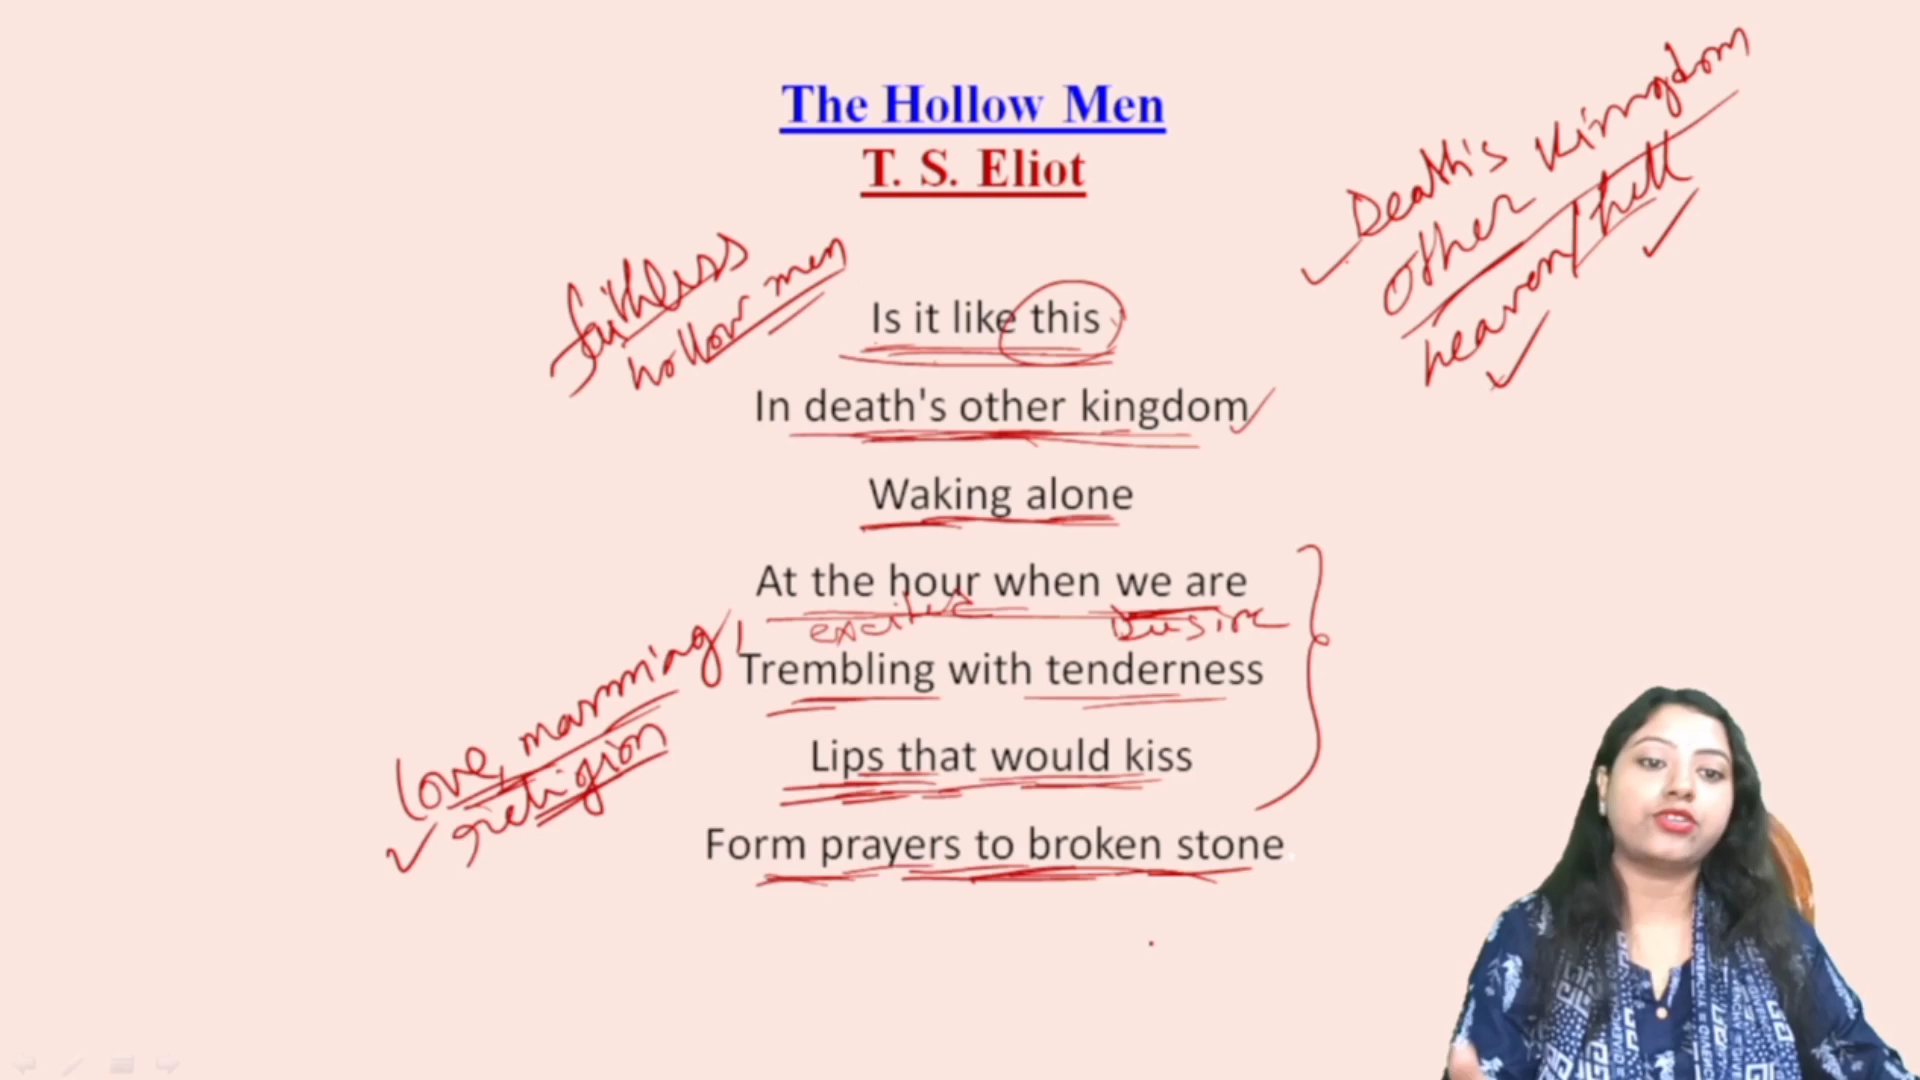 The Hollow Men
T. S. Eliot
Death's
other kingdom
heaven/hell
faithless
hollow men
Is it like this
In death's other kingdom
Waking alone
At the hour when we are
excited Desire
Trembling with tenderness
Lips that would kiss
Form prayers to broken stone
love, marriag,
religion